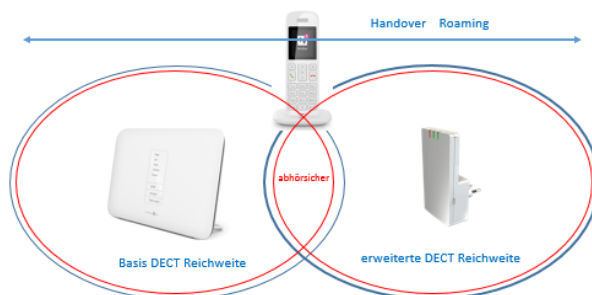 Handover Roaming
abhörsicher
Basis DECT Reichweite
erweiterte DECT Reichweite